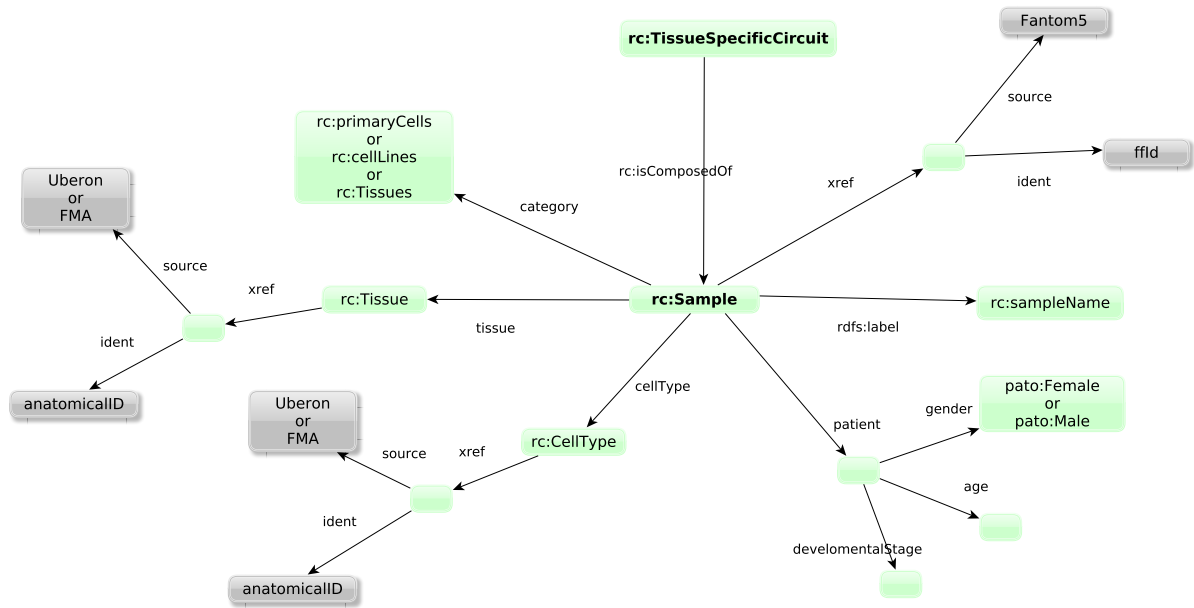 Fantom5
rc:TissueSpecificCircuit
source
rc:primaryCells
or
rc:cellLines
or
rc:Tissues
ffId
rc:isComposedOf
xref
ident
Uberon
or
FMA
category
source
xref
rc:Tissue
rc:Sample
rc:sampleName
tissue
rdfs:label
ident
anatomicalID
cellType
pato:Female
or
pato:Male
gender
Uberon
or
FMA
patient
rc:CellType
source
xref
age
ident
develomentalStage
anatomicalID